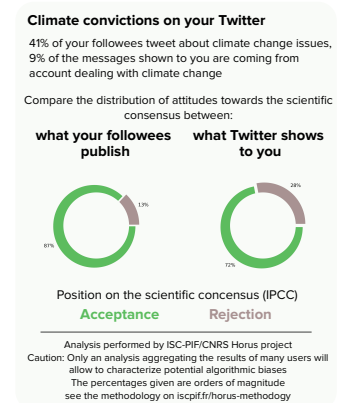 Climate convictions on your Twitter
41% of your followees tweet about climate change issues,
9% of the messages shown to you are coming from
account dealing with climate change
Compare the distribution of attitudes towards the scientific
consensus between:
what your followees
publish
what Twitter shows
to you
13%
87%
28%
72%
Position on the scientific concensus (IPCC)
Acceptance
Rejection
Analysis performed by ISC-PIF/CNRS Horus project
Caution: Only an analysis aggregating the results of many users will
allow to characterize potential algorithmic biases
The percentages given are orders of magnitude
see the methodology on iscpif.fr/horus-methodogy